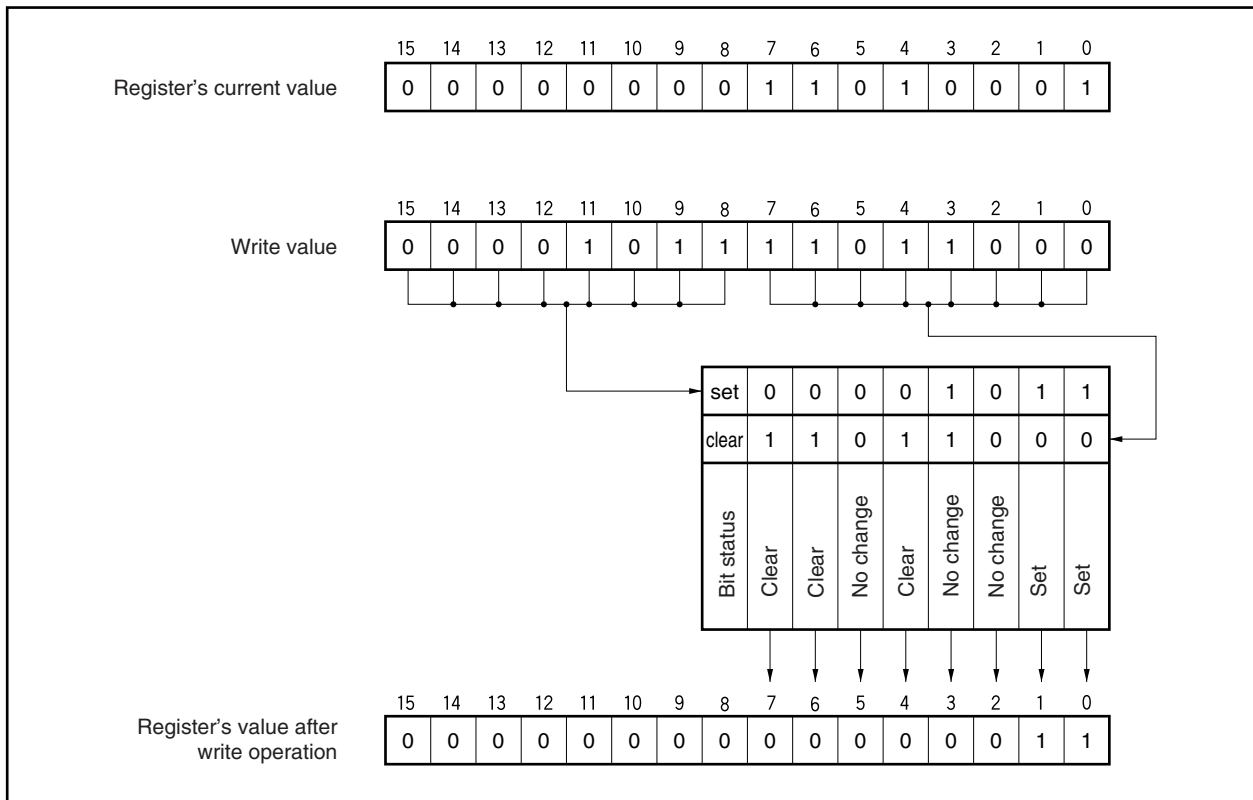 15 14 13 12 11 10 9 8 7 6 5 4 3 2 1 0
Register's current value 0 0 0 0 0 0 0 0 1 1 0 1 0 0 0 1
15 14 13 12 11 10 9 8 7 6 5 4 3 2 1 0
Write value 0 0 0 0 1 0 1 1 1 1 0 1 1 0 0 0
set 0 0 0 0 1 0 1 1
clear 1 1 0 1 1 0 0 0
Bit status Clear Clear No change Clear No change No change Set Set
15 14 13 12 11 10 9 8 7 6 5 4 3 2 1 0
Register's value after
write operation 0 0 0 0 0 0 0 0 0 0 0 0 0 0 1 1